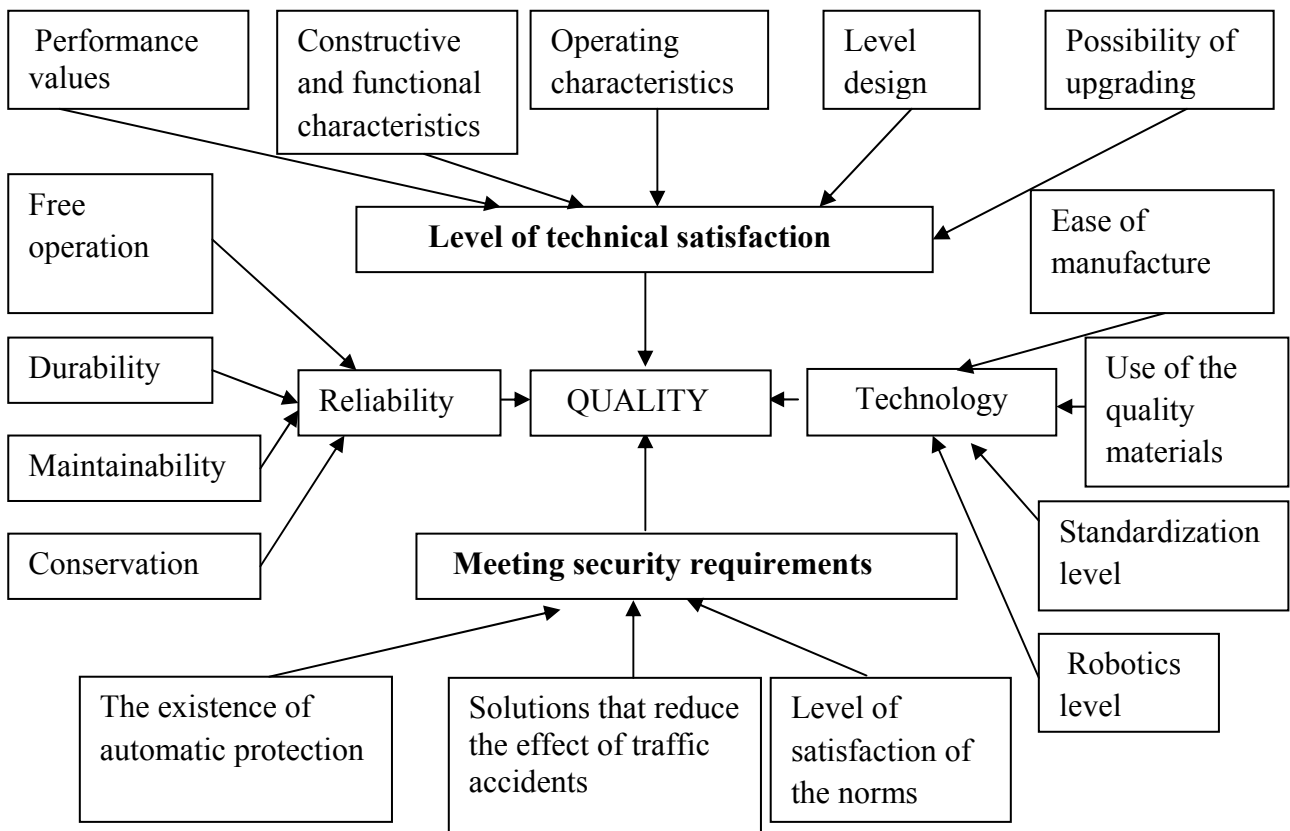 Performance
values
Constructive
and functional
characteristics
Operating
characteristics
Level
design
Possibility of
upgrading
Free
operation
Level of technical satisfaction
Ease of
manufacture
Durability
Reliability
QUALITY
Technology
Use of the
quality
materials
Maintainability
Conservation
Meeting security requirements
Standardization
level
Robotics
level
The existence of
automatic protection
Solutions that reduce
the effect of traffic
accidents
Level of
satisfaction of
the norms